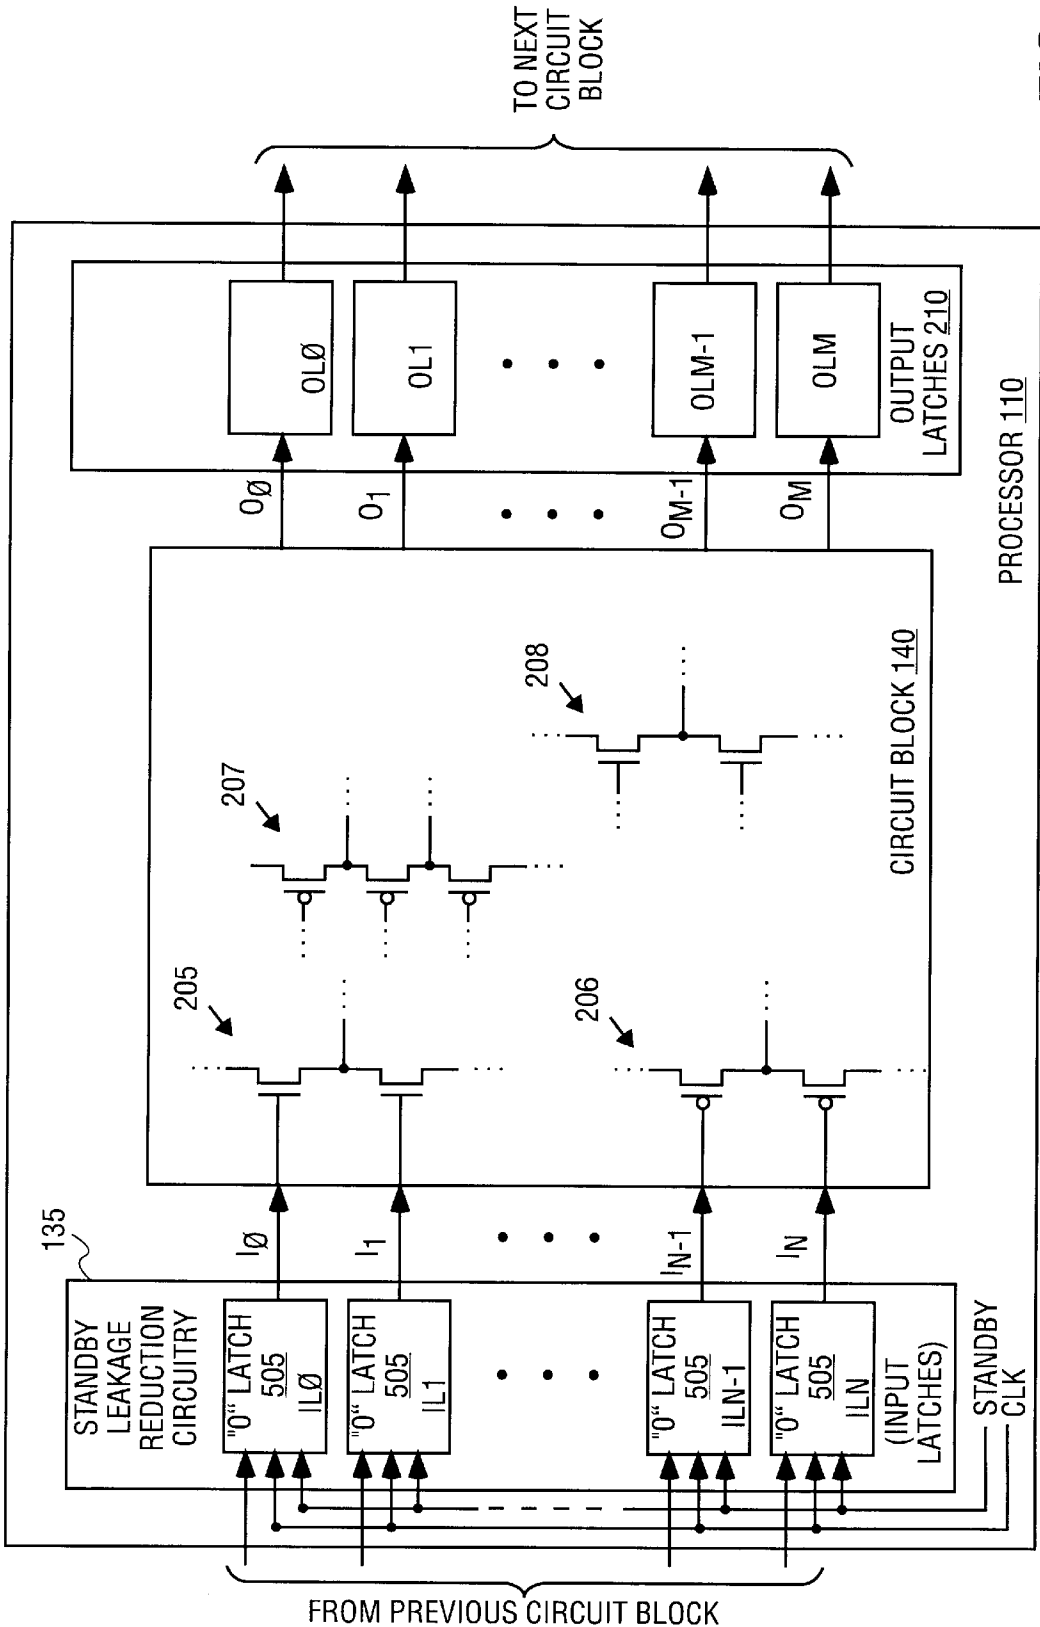 STANDBY
LEAKAGE
REDUCTION
CIRCUITRY
135
"0" LATCH
505
ILØ
"0" LATCH
505
IL1
"0" LATCH
505
ILN-1
"0" LATCH
505
ILN
(INPUT
LATCHES)
STANDBY
CLK
FROM PREVIOUS CIRCUIT BLOCK
IØ
I1
IN-1
IN
205
206
207
208
CIRCUIT BLOCK 140
OØ
O1
OM-1
OM
OLØ
OL1
OLM-1
OLM
OUTPUT
LATCHES 210
PROCESSOR 110
TO NEXT
CIRCUIT
BLOCK